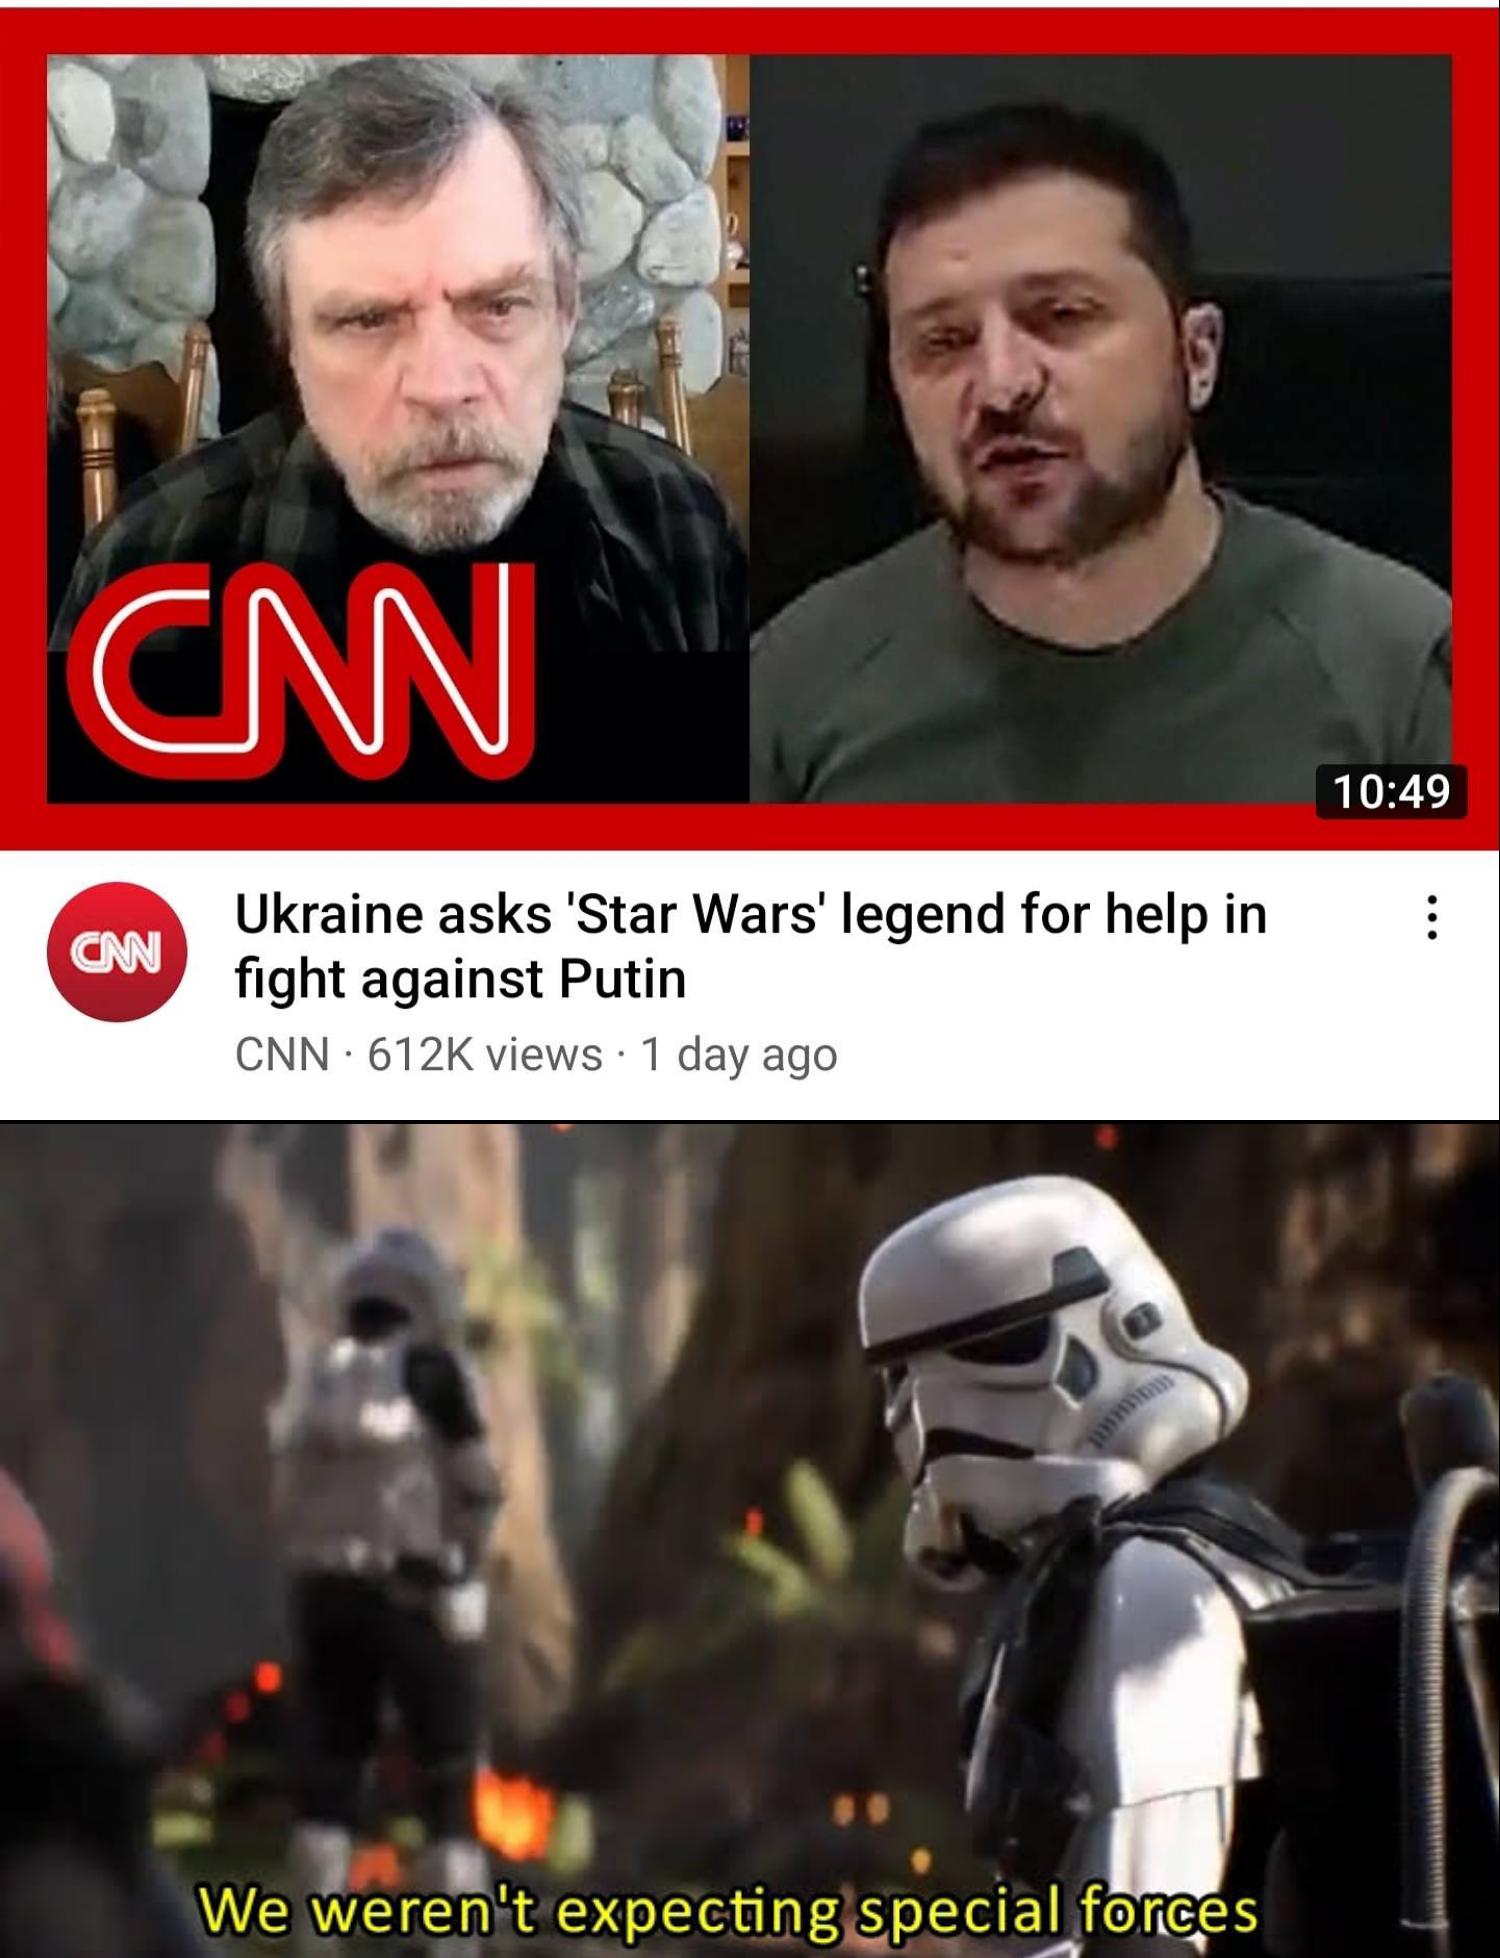 CNN
10:49
CNN
Ukraine asks 'Star Wars' legend for help in
fight against Putin
CNN · 612K views · 1 day ago
We weren't expecting special forces